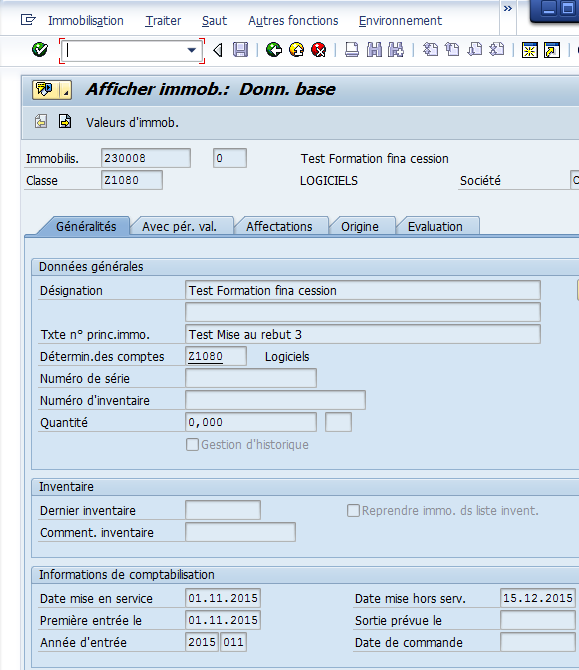 Immobilisation Traiter Saut Autres fonctions Environnement »
Afficher immob.: Donn. base
Valeurs d'immob.
Immobilis. 230008 0 Test Formation fina cession
Classe Z1080 LOGICIELS Société
Généralités Avec pér. val. Affectations Origine Evaluation
Données générales
Désignation Test Formation fina cession
Txte n° princ.immo. Test Mise au rebut 3
Détermin.des comptes Z1080 Logiciels
Numéro de série
Numéro d'inventaire
Quantité 0,000
Gestion d'historique
Inventaire
Dernier inventaire Reprendre immo. ds liste invent.
Comment. inventaire
Informations de comptabilisation
Date mise en service 01.11.2015 Date mise hors serv. 15.12.2015
Première entrée le 01.11.2015 Sortie prévue le
Année d'entrée 2015 011 Date de commande